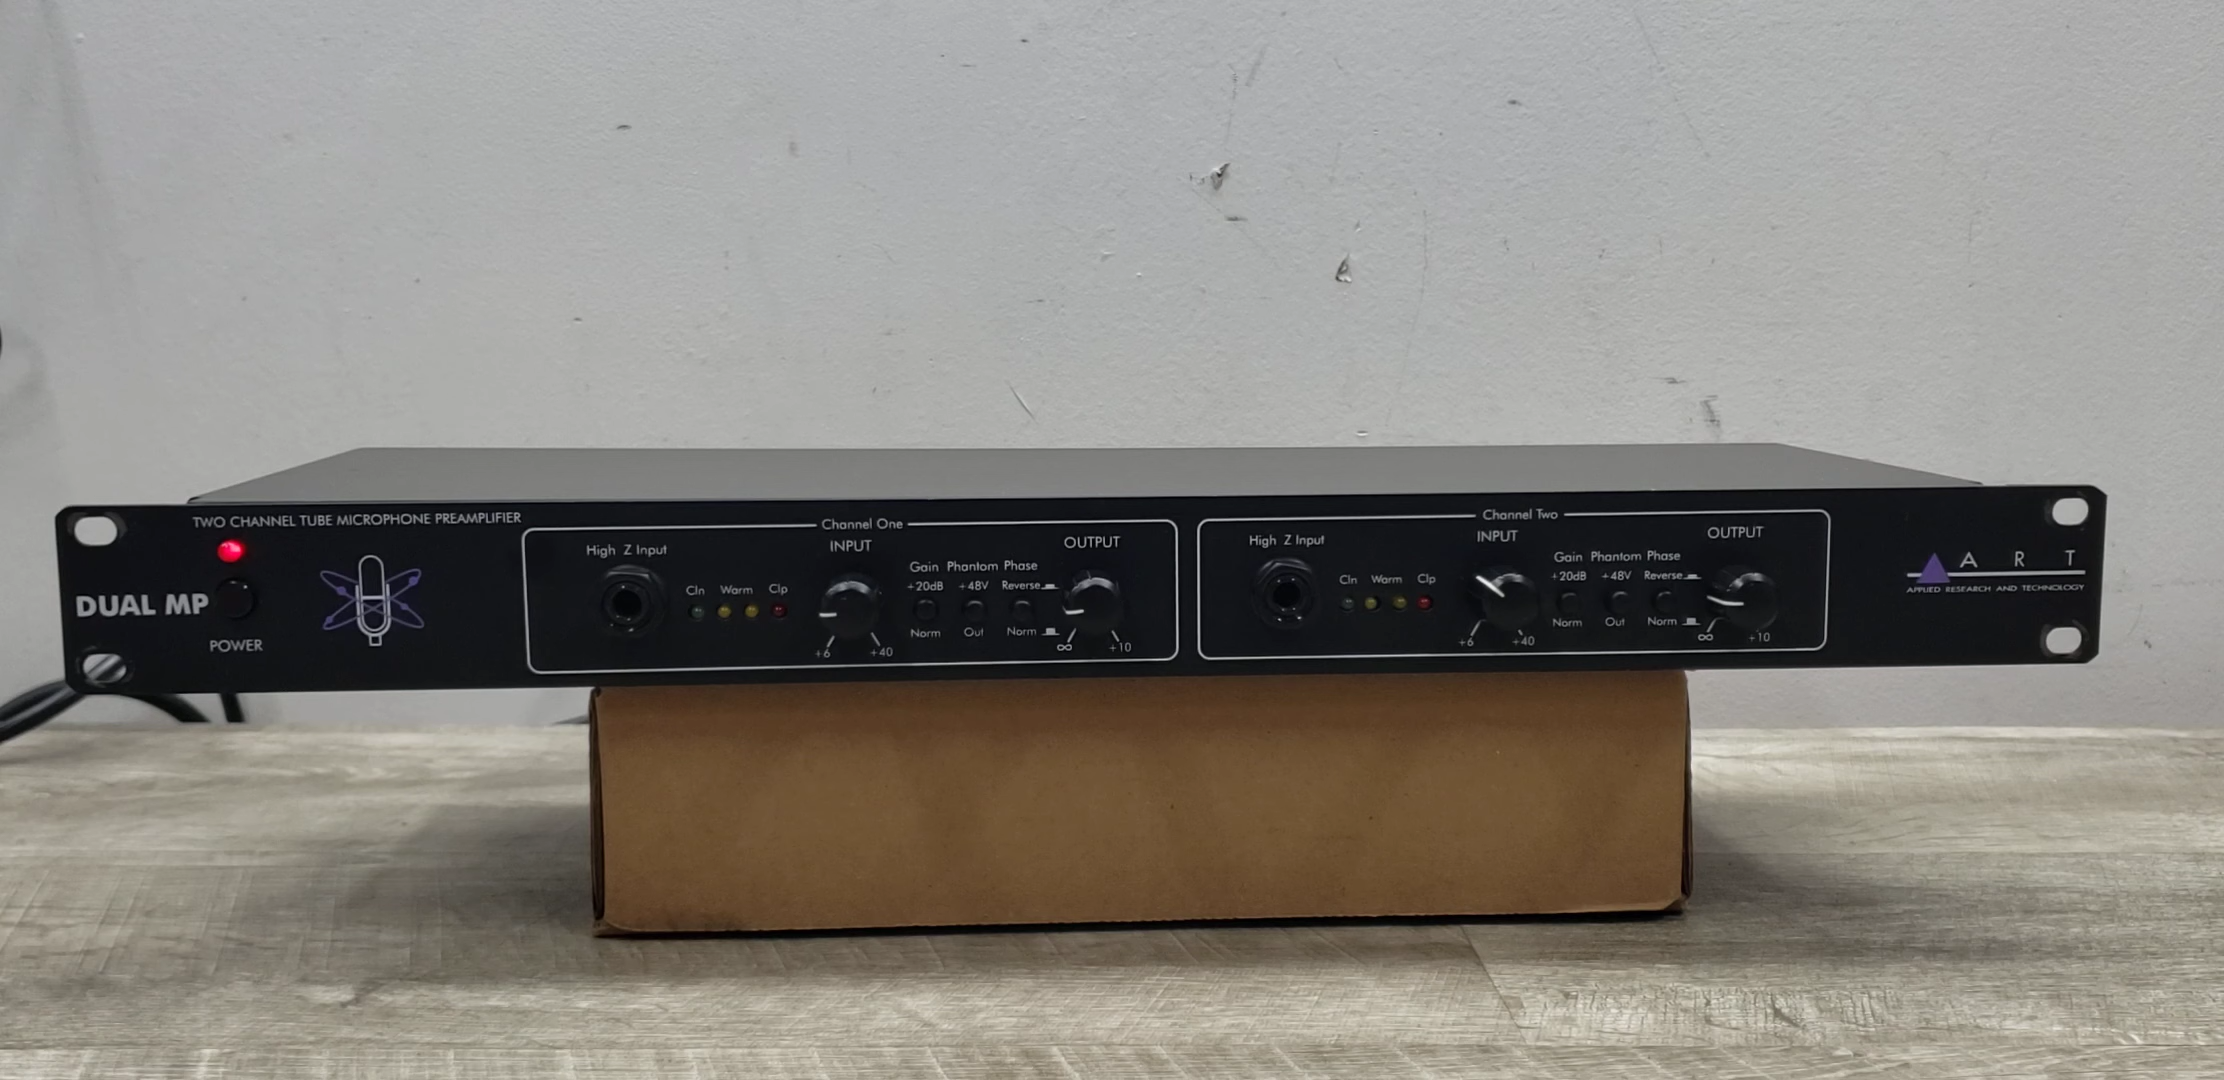 TWO CHANNEL TUBE MICROPHONE PREAMPLIFIER
DUAL MP
POWER
Channel One
High Z Input
Cln Warm Clp
INPUT
+6 +40
Gain Phantom Phase
+20dB +48V Reverse
Norm Out Norm
OUTPUT
∞ +10
Channel Two
High Z Input
Cln Warm Clp
INPUT
+6 +40
Gain Phantom Phase
+20dB +48V Reverse
Norm Out Norm
OUTPUT
∞ +10
A R T
APPLIED RESEARCH AND TECHNOLOGY